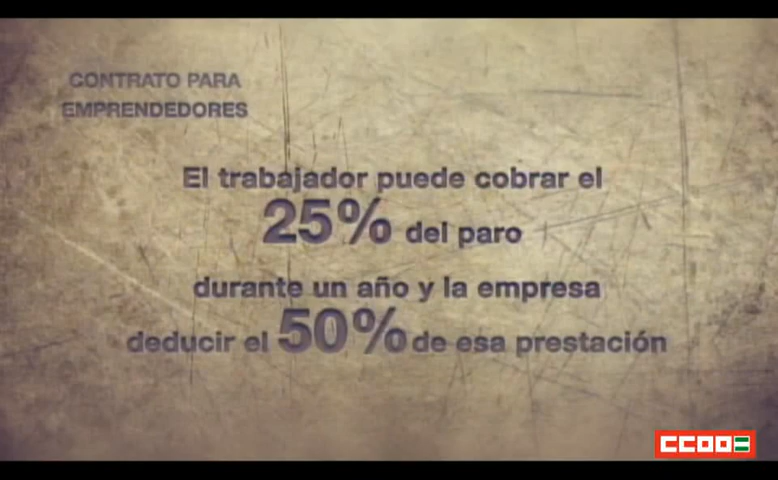 CONTRATO PARA
EMPRENDEDORES
El trabajador puede cobrar el
25% del paro
durante un año y la empresa
deducir el 50% de esa prestación
CCOO